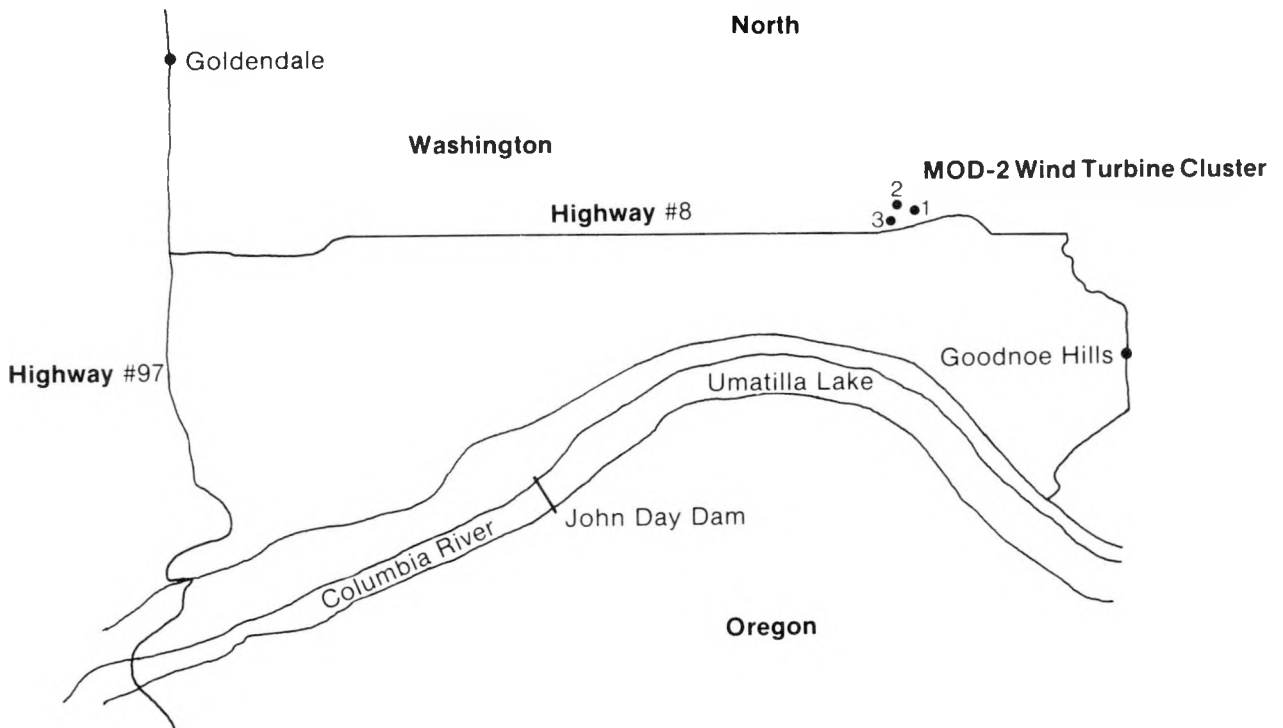 North
Goldendale
Washington
MOD-2 Wind Turbine Cluster
2
1
3
Highway #8
Highway #97
Goodnoe Hills
Umatilla Lake
John Day Dam
Columbia River
Oregon